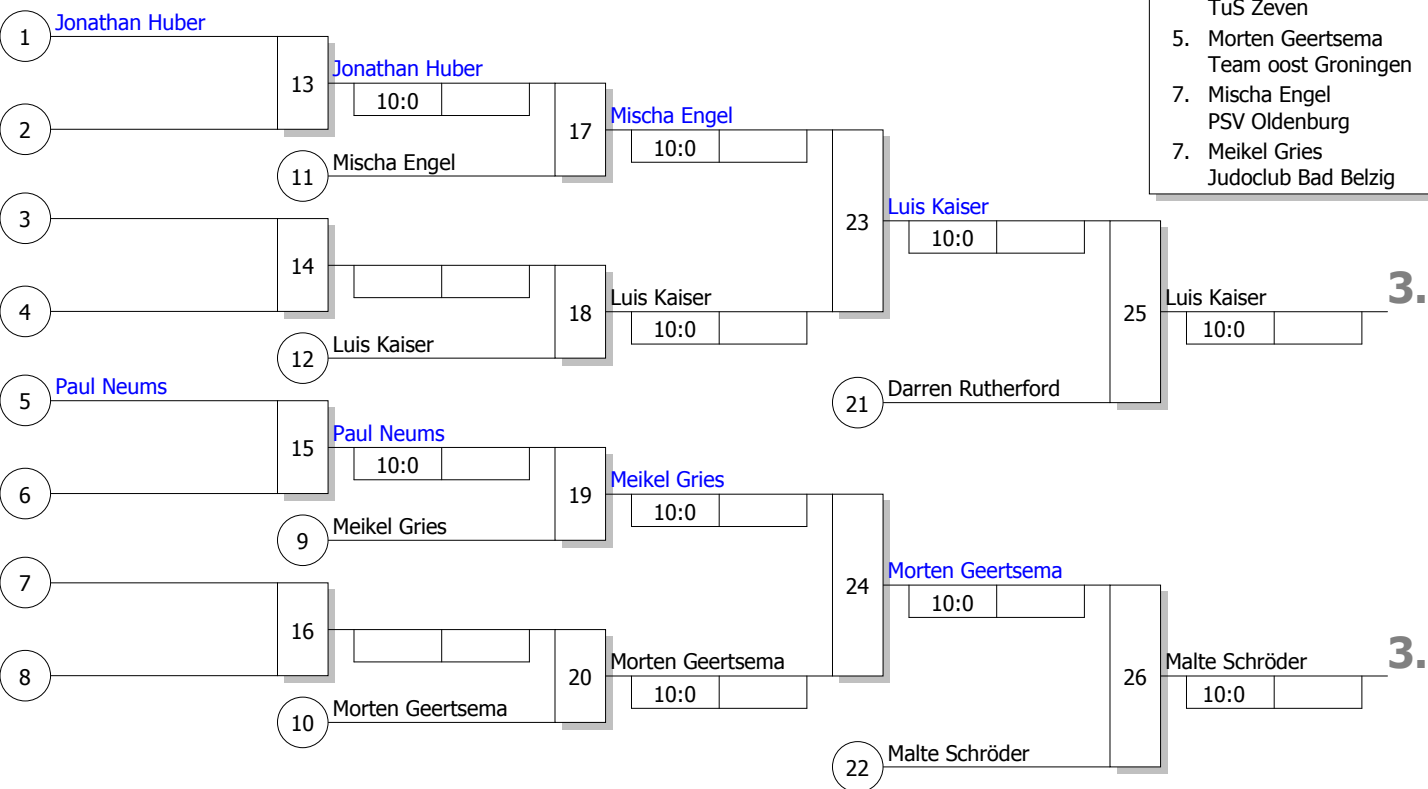 TuS Zeven
5. Morten Geertsema
Team oost Groningen
7. Mischa Engel
PSV Oldenburg
7. Meikel Gries
Judoclub Bad Belzig
1 Jonathan Huber
13 Jonathan Huber
10:0
2
17 Mischa Engel
10:0
11 Mischa Engel
3
23 Luis Kaiser
10:0
14
4
18 Luis Kaiser
10:0
25 Luis Kaiser 3.
10:0
12 Luis Kaiser
5 Paul Neums
21 Darren Rutherford
15 Paul Neums
10:0
6
19 Meikel Gries
10:0
9 Meikel Gries
7
24 Morten Geertsema
10:0
16
8
20 Morten Geertsema
10:0
26 Malte Schröder 3.
10:0
10 Morten Geertsema
22 Malte Schröder